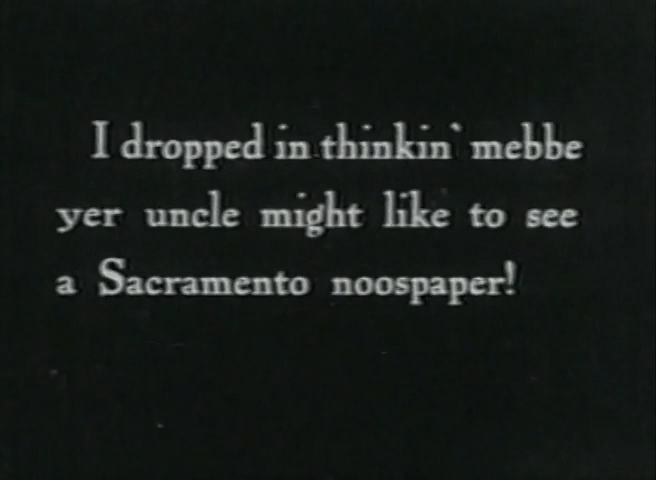 I dropped in thinkin` mebbe
yer uncle might like to see
a Sacramento noospaper!